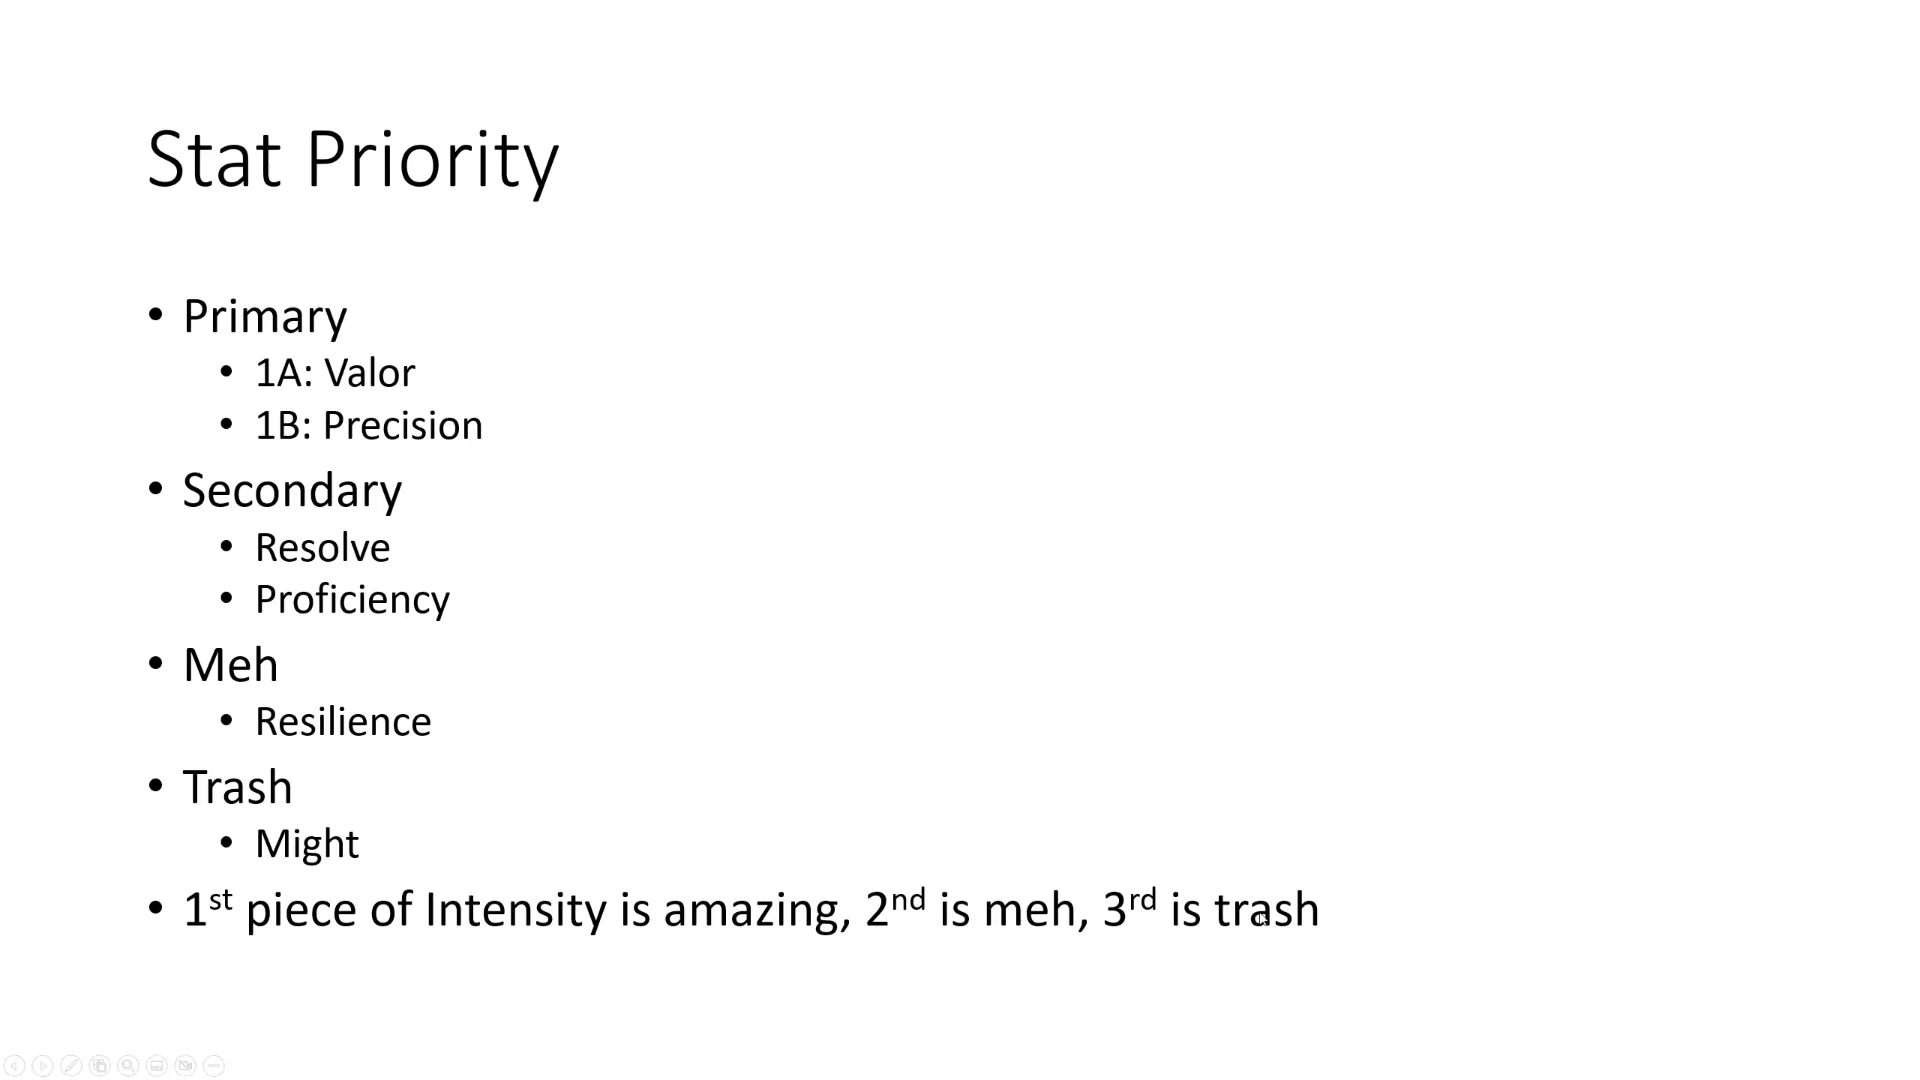 Stat Priority
• Primary
• 1A: Valor
• 1B: Precision
• Secondary
• Resolve
• Proficiency
• Meh
• Resilience
• Trash
• Might
• 1st piece of Intensity is amazing, 2nd is meh, 3rd is trash